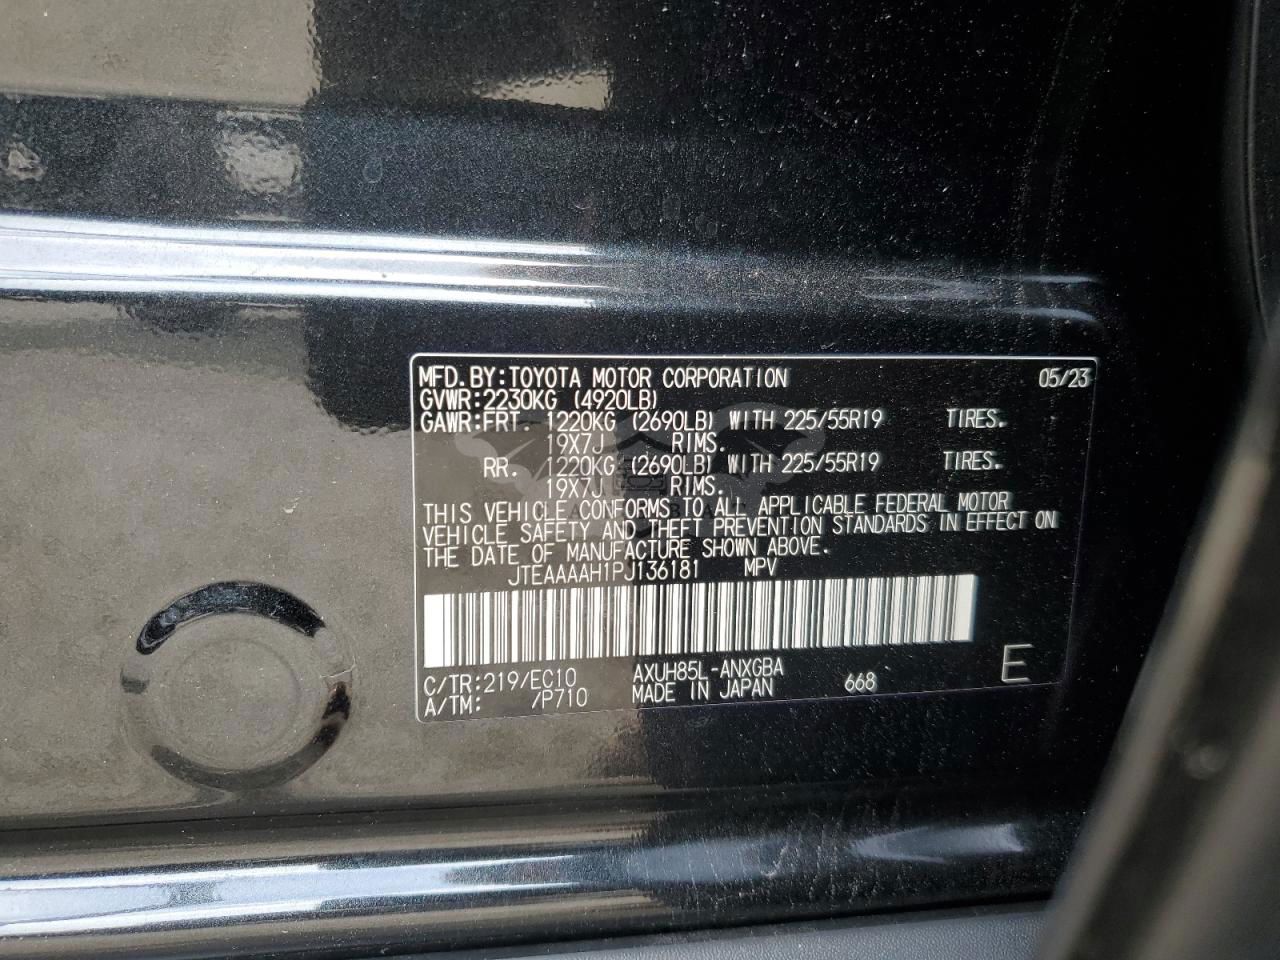 MFD.BY:TOYOTA MOTOR CORPORATION 05/23
GVWR:2230KG (4920LB)
GAWR:FRT. 1220KG (2690LB) WITH 225/55R19 TIRES.
19X7J RIMS.
RR. 1220KG (2690LB) WITH 225/55R19 TIRES.
19X7J RIMS.
THIS VEHICLE CONFORMS TO ALL APPLICABLE FEDERAL MOTOR
VEHICLE SAFETY AND THEFT PREVENTION STANDARDS IN EFFECT ON
THE DATE OF MANUFACTURE SHOWN ABOVE.
JTEAAAAH1PJ136181 MPV
C/TR:219/EC10 AXUH85L-ANXGBA
A/TM: /P710 MADE IN JAPAN 668 E